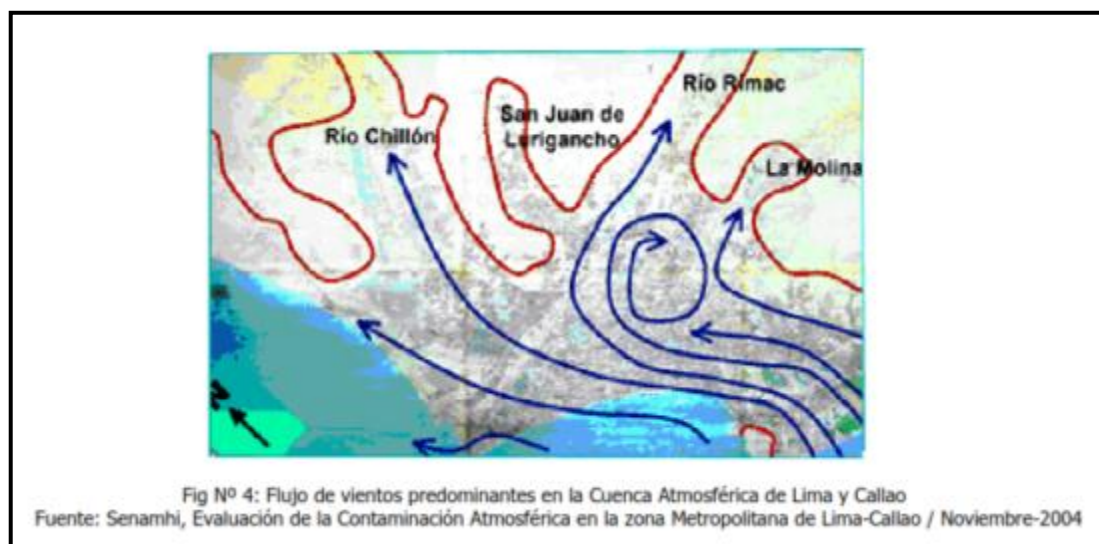 Río Rímac
San Juan de
Lurigancho
Río Chillón
La Molina
N
Fig Nº 4: Flujo de vientos predominantes en la Cuenca Atmosférica de Lima y Callao
Fuente: Senamhi, Evaluación de la Contaminación Atmosférica en la zona Metropolitana de Lima-Callao / Noviembre-2004